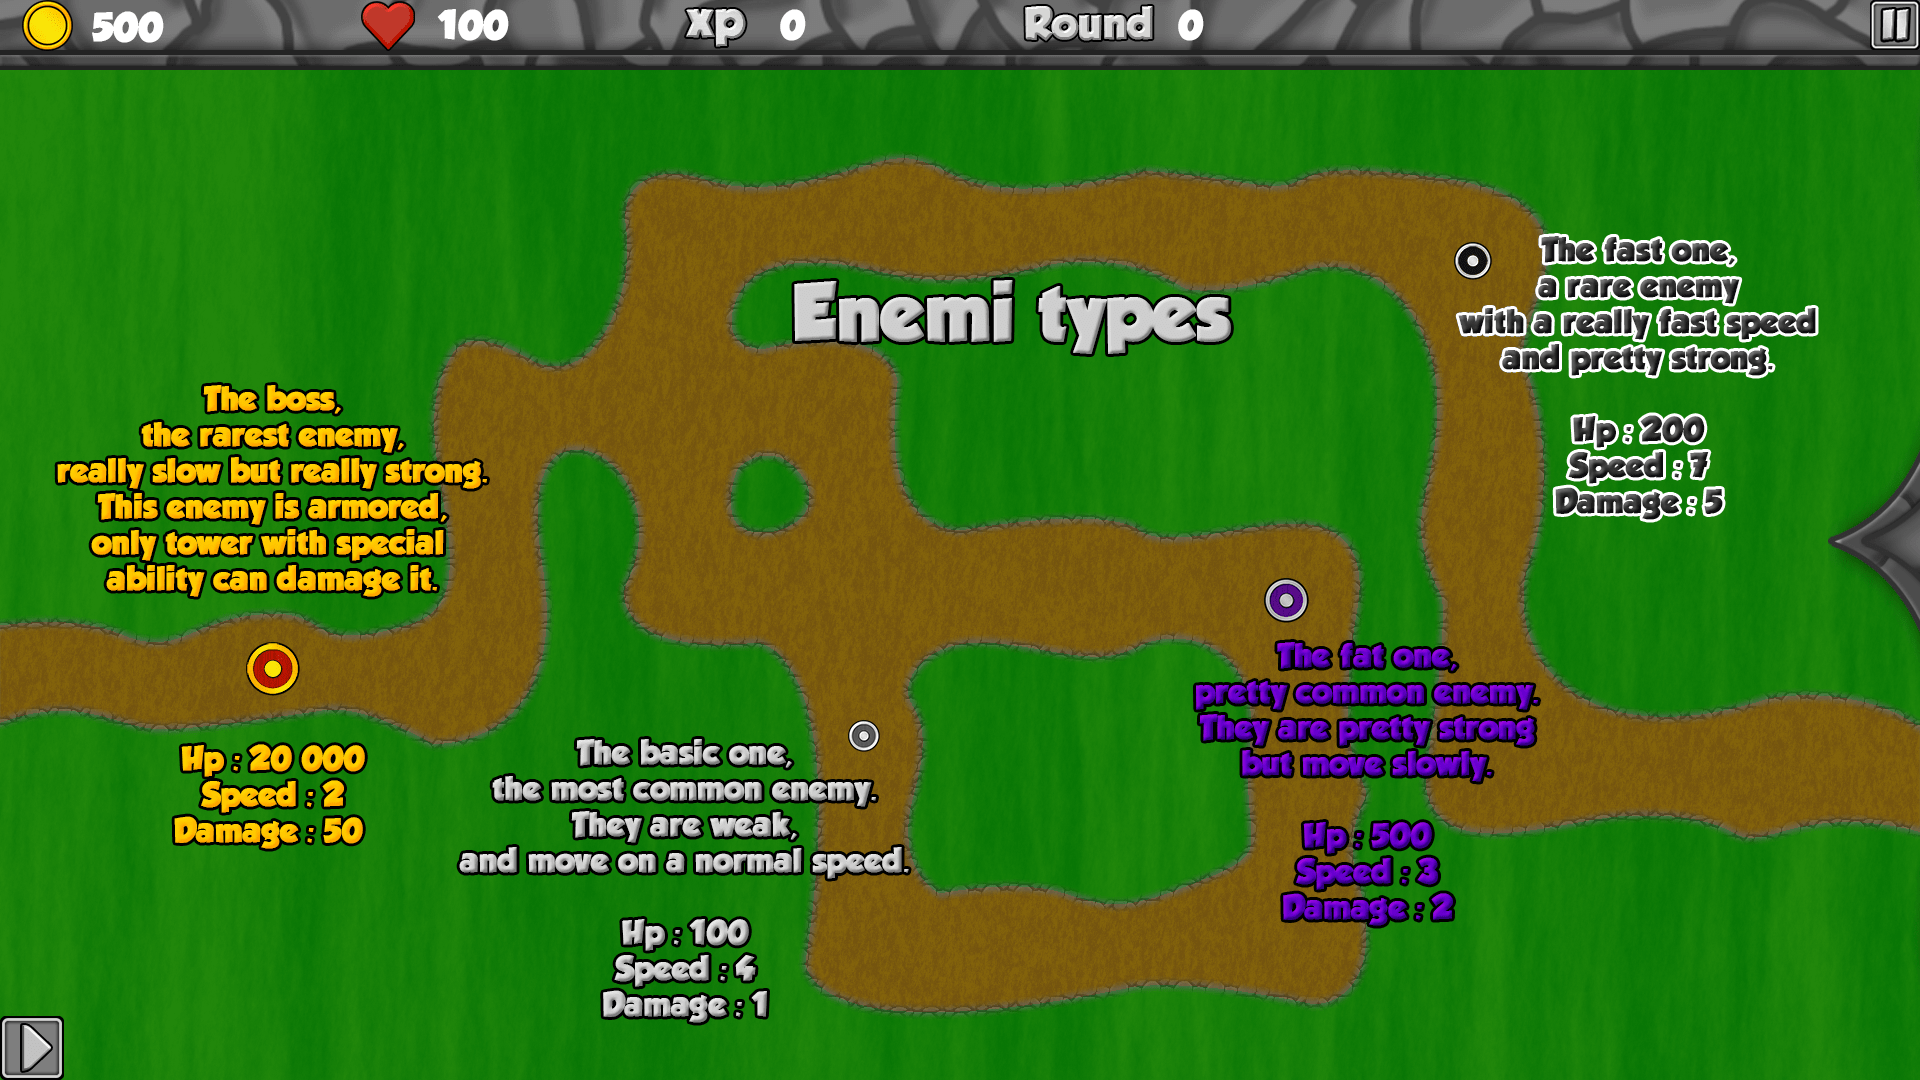 500
100
Xp 0
Round 0
Enemi types
The fast one,
a rare enemy
with a really fast speed
and pretty strong.
Hp : 200
Speed : 7
Damage : 5
The boss,
the rarest enemy,
really slow but really strong.
This enemy is armored,
only tower with special
ability can damage it.
Hp : 20 000
Speed : 2
Damage : 50
The basic one,
the most common enemy.
They are weak,
and move on a normal speed.
Hp : 100
Speed : 4
Damage : 1
The fat one,
pretty common enemy.
They are pretty strong
but move slowly.
Hp : 500
Speed : 3
Damage : 2